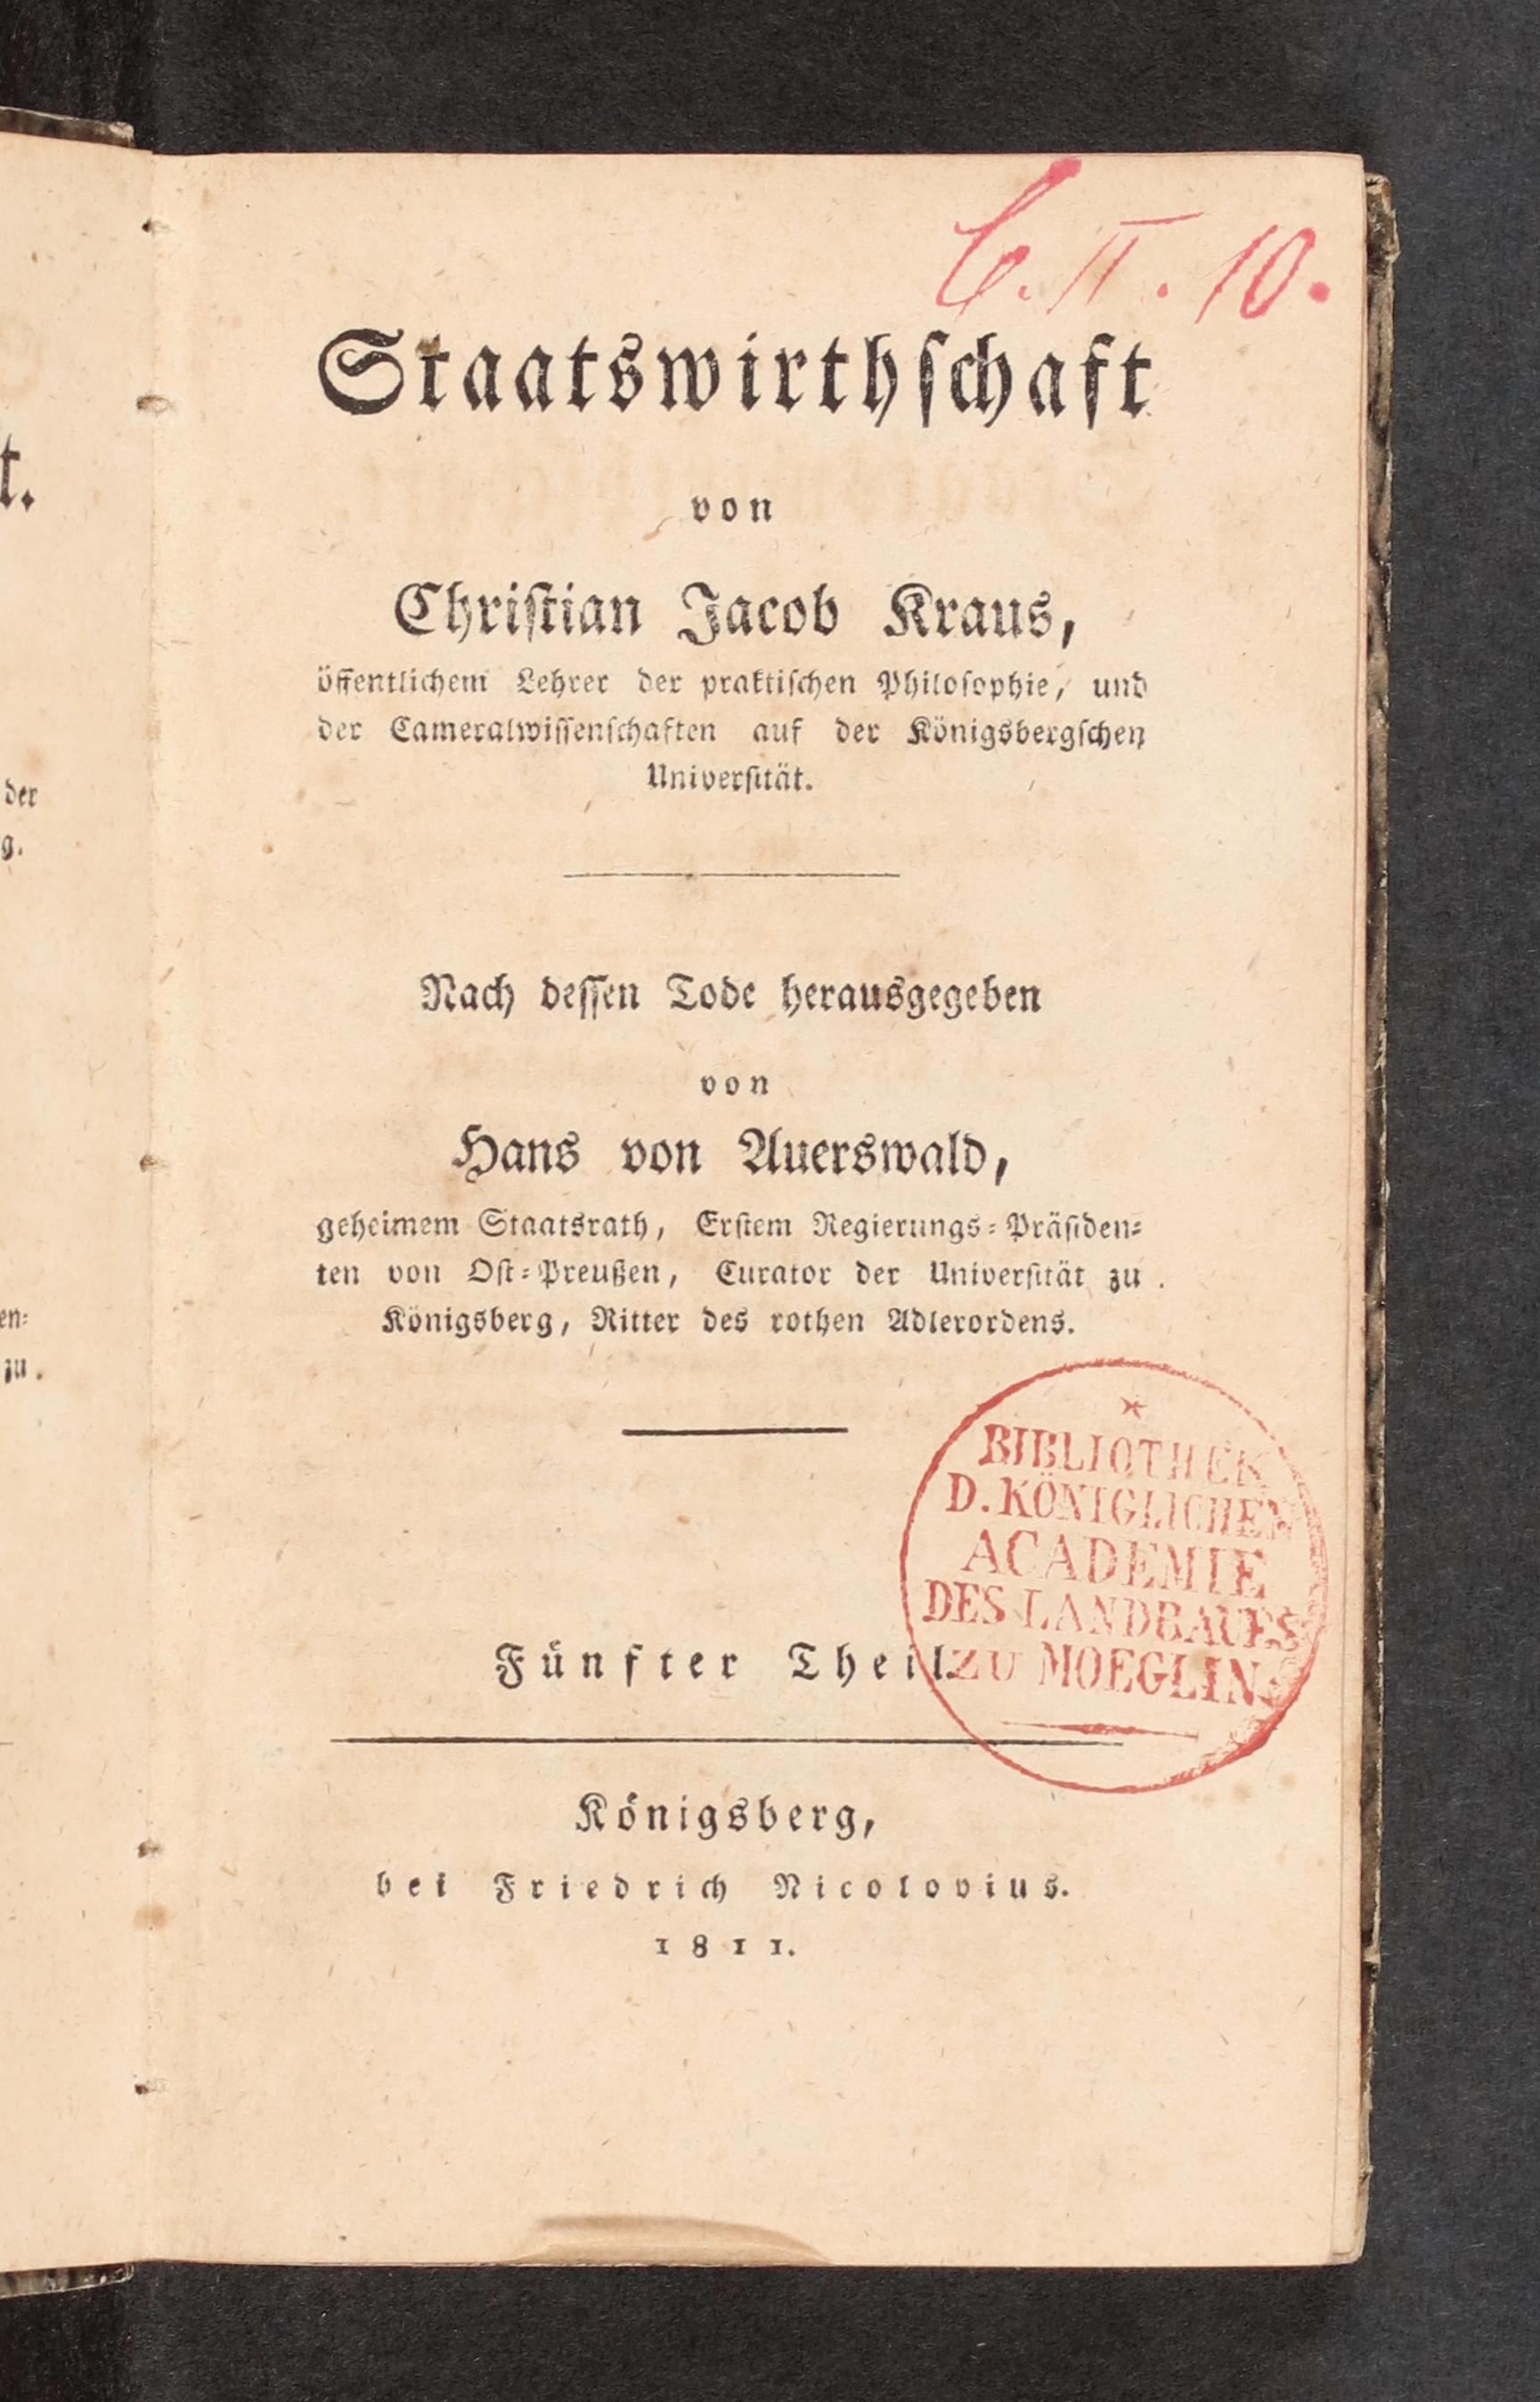 C. II. 10.
Staatswirthſchaft
von
Chriſtian Jacob Kraus,
öffentlichem Lehrer der praktiſchen Philoſophie, und
der Cameralwiſſenſchaften auf der Königsbergſchen
Univerſität.
Nach deſſen Tode herausgegeben
von
Hans von Auerswald,
geheimem Staatsrath, Erſtem Regierungs-Präſiden-
ten von Oſt-Preußen, Curator der Univerſität zu
Königsberg, Ritter des rothen Adlerordens.
BIBLIOTHEK
D. KÖNIGLICHEN
ACADEMIE
DES LANDBAUES
ZU MOEGLIN
Fünfter Theil
Königsberg,
bei Friedrich Nicolovius.
1811.
t.
der
g.
en-
zu.